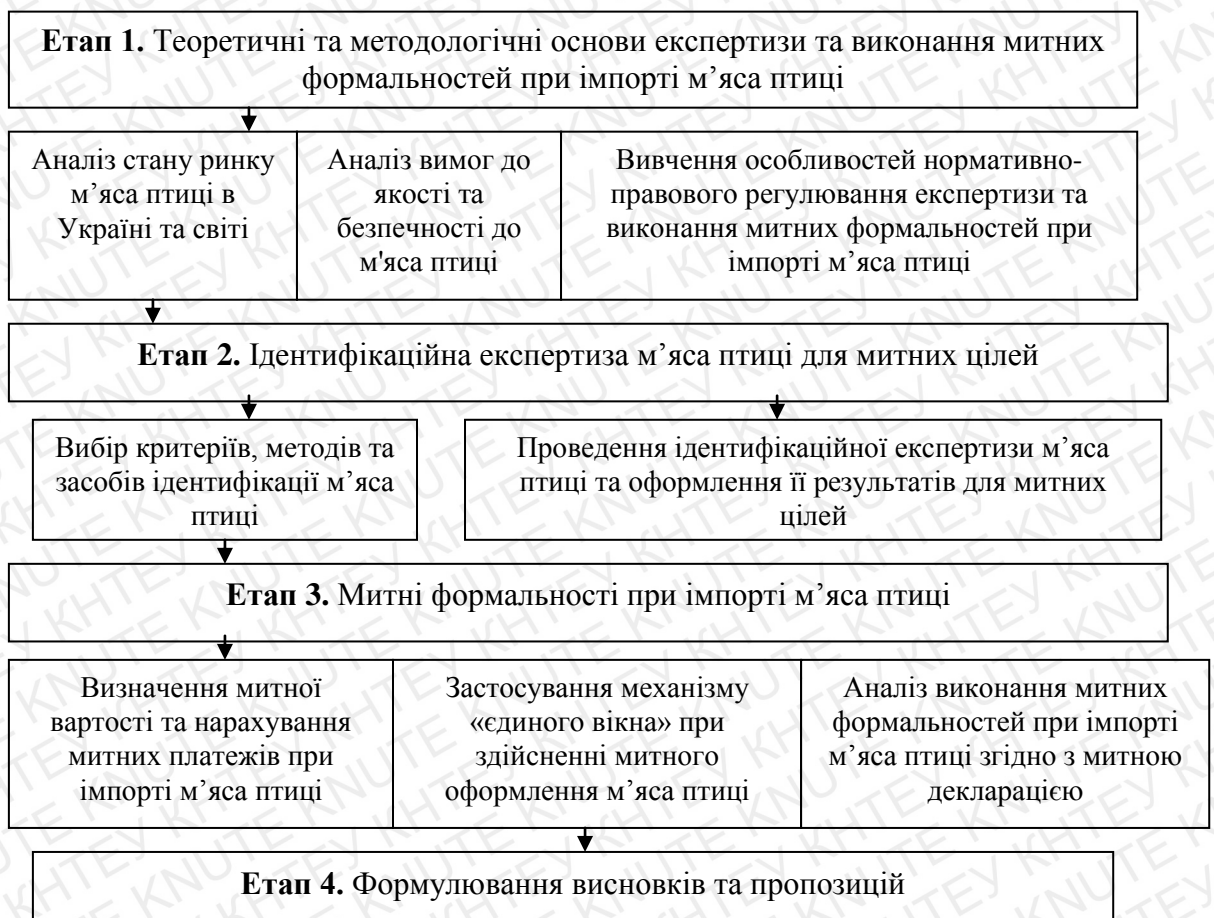 Етап 1. Теоретичні та методологічні основи експертизи та виконання митних
формальностей при імпорті м’яса птиці
Аналіз стану ринку
м’яса птиці в
Україні та світі
Аналіз вимог до
якості та
безпечності до
м'яса птиці
Вивчення особливостей нормативно-
правового регулювання експертизи та
виконання митних формальностей при
імпорті м’яса птиці
Етап 2. Ідентифікаційна експертиза м’яса птиці для митних цілей
Вибір критеріїв, методів та
засобів ідентифікації м’яса
птиці
Проведення ідентифікаційної експертизи м’яса
птиці та оформлення її результатів для митних
цілей
Етап 3. Митні формальності при імпорті м’яса птиці
Визначення митної
вартості та нарахування
митних платежів при
імпорті м’яса птиці
Застосування механізму
«єдиного вікна» при
здійсненні митного
оформлення м’яса птиці
Аналіз виконання митних
формальностей при імпорті
м’яса птиці згідно з митною
декларацією
Етап 4. Формулювання висновків та пропозицій